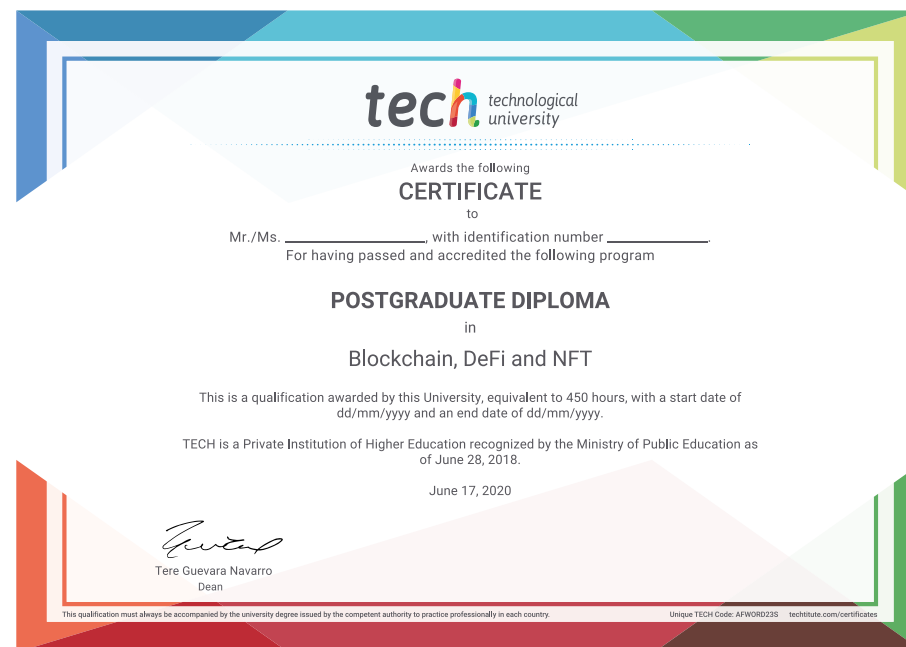 tech technological
university
Awards the following
CERTIFICATE
to
Mr./Ms. ____________________, with identification number ______________.
For having passed and accredited the following program
POSTGRADUATE DIPLOMA
in
Blockchain, DeFi and NFT
This is a qualification awarded by this University, equivalent to 450 hours, with a start date of
dd/mm/yyyy and an end date of dd/mm/yyyy.
TECH is a Private Institution of Higher Education recognized by the Ministry of Public Education as
of June 28, 2018.
June 17, 2020
Tere Guevara Navarro
Dean
This qualification must always be accompanied by the university degree issued by the competent authority to practice professionally in each country. Unique TECH Code: AFWORD23S techtitute.com/certificates